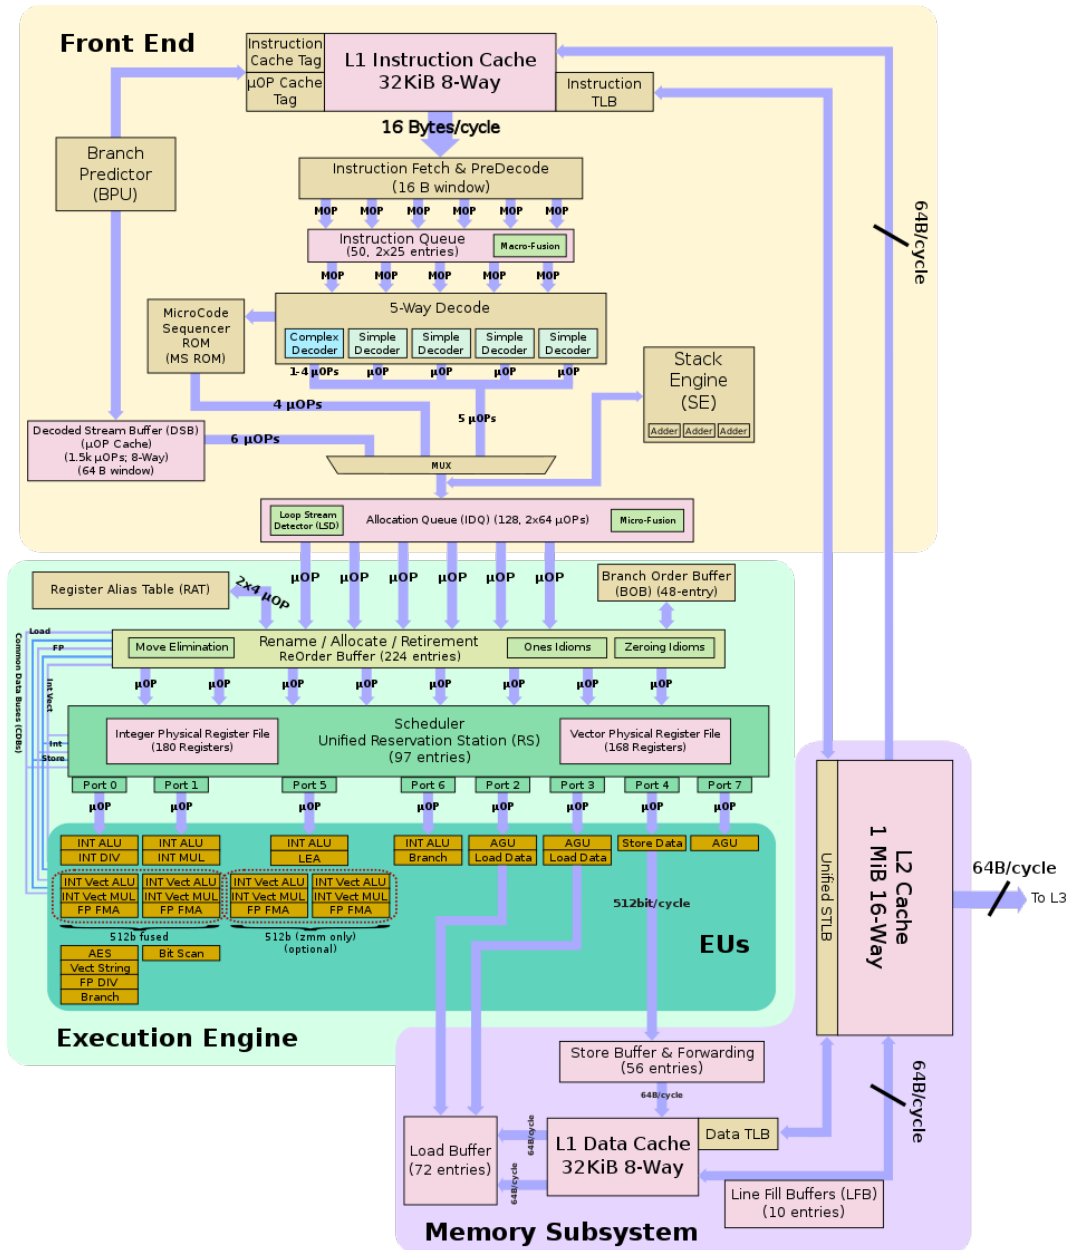 Front End
Instruction
Cache Tag
µOP Cache
Tag
L1 Instruction Cache
32KiB 8-Way
Instruction
TLB
16 Bytes/cycle
Branch
Predictor
(BPU)
Instruction Fetch & PreDecode
(16 B window)
MOP MOP MOP MOP MOP MOP
Instruction Queue
(50, 2x25 entries)
Macro-Fusion
MOP MOP MOP MOP MOP
64B/cycle
MicroCode
Sequencer
ROM
(MS ROM)
5-Way Decode
Complex
Decoder
Simple
Decoder
Simple
Decoder
Simple
Decoder
Simple
Decoder
1-4 µOPs µOP µOP µOP µOP
Stack
Engine
(SE)
Adder Adder Adder
4 µOPs
5 µOPs
Decoded Stream Buffer (DSB)
(µOP Cache)
(1.5k µOPs; 8-Way)
(64 B window)
6 µOPs
MUX
Loop Stream
Detector (LSD)
Allocation Queue (IDQ) (128, 2x64 µOPs)
Micro-Fusion
µOP µOP µOP µOP µOP µOP
Register Alias Table (RAT)
2x4 µOP
Branch Order Buffer
(BOB) (48-entry)
Load
FP
Int Vect
Common Data Buses (CDBs)
Int
Store
Move Elimination
Rename / Allocate / Retirement
ReOrder Buffer (224 entries)
Ones Idioms
Zeroing Idioms
µOP µOP µOP µOP µOP µOP µOP µOP
Integer Physical Register File
(180 Registers)
Scheduler
Unified Reservation Station (RS)
(97 entries)
Vector Physical Register File
(168 Registers)
Port 0 Port 1 Port 5 Port 6 Port 2 Port 3 Port 4 Port 7
µOP µOP µOP µOP µOP µOP µOP µOP
INT ALU
INT DIV
INT ALU
INT MUL
INT ALU
LEA
INT ALU
Branch
AGU
Load Data
AGU
Load Data
Store Data
AGU
INT Vect ALU
INT Vect MUL
FP FMA
INT Vect ALU
INT Vect MUL
FP FMA
INT Vect ALU
INT Vect MUL
FP FMA
INT Vect ALU
INT Vect MUL
FP FMA
512b fused
512b (zmm only)
(optional)
AES
Vect String
FP DIV
Branch
Bit Scan
512bit/cycle
EUs
Execution Engine
Unified STLB
L2 Cache
1 MiB 16-Way
64B/cycle
To L3
Store Buffer & Forwarding
(56 entries)
64B/cycle
64B/cycle
Load Buffer
(72 entries)
64B/cycle
64B/cycle
L1 Data Cache
32KiB 8-Way
Data TLB
Line Fill Buffers (LFB)
(10 entries)
Memory Subsystem